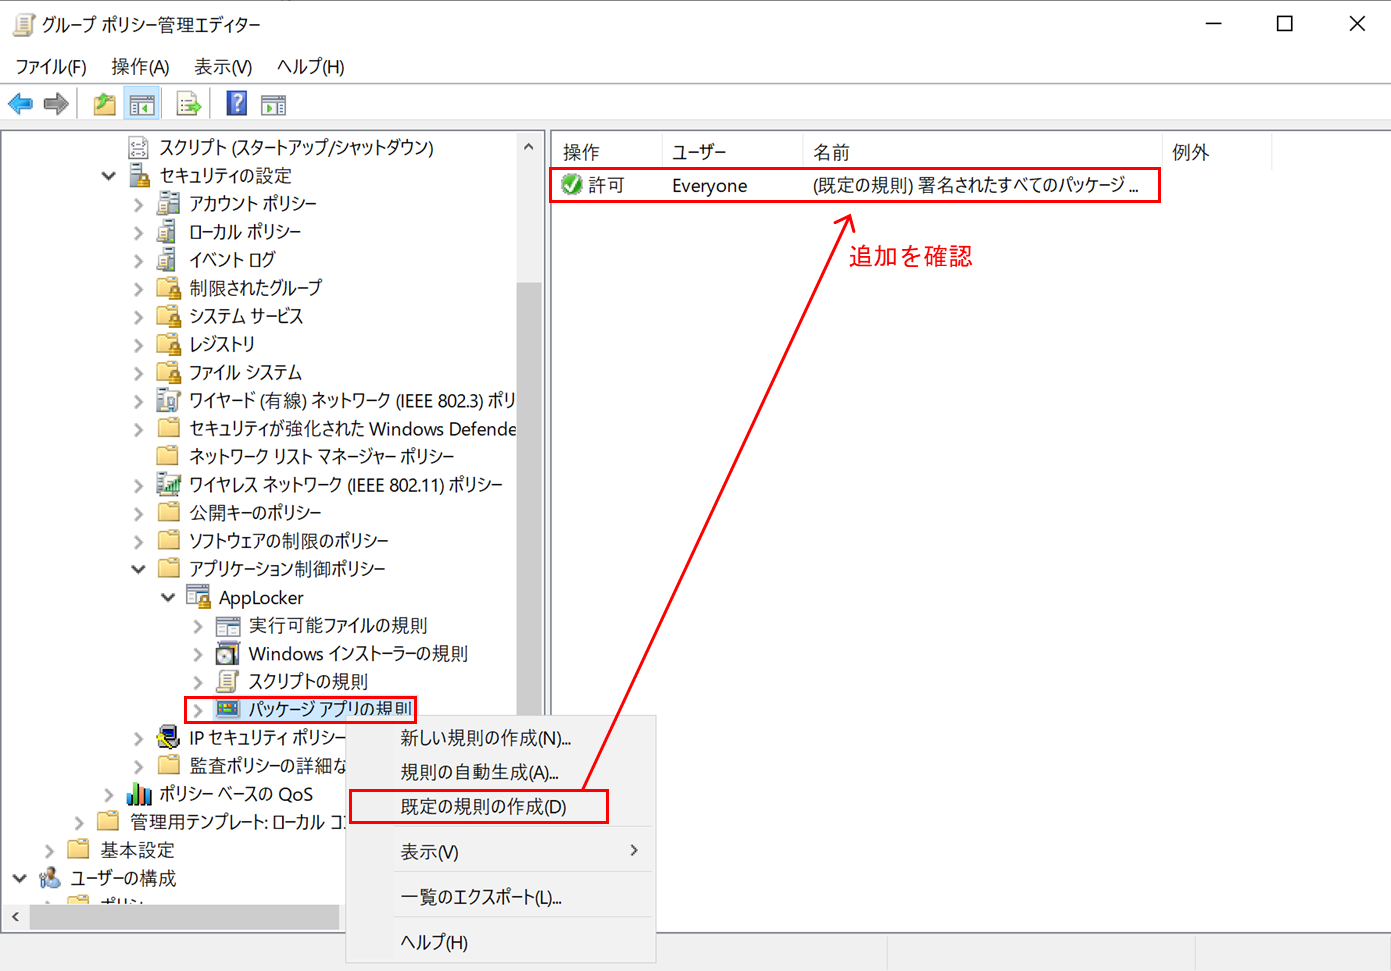 グループ ポリシー管理エディター
ファイル(F) 操作(A) 表示(V) ヘルプ(H)
スクリプト (スタートアップ/シャットダウン)
セキュリティの設定
アカウント ポリシー
ローカル ポリシー
イベント ログ
制限されたグループ
システム サービス
レジストリ
ファイル システム
ワイヤード (有線) ネットワーク (IEEE 802.3) ポリ
セキュリティが強化された Windows Defende
ネットワーク リスト マネージャー ポリシー
ワイヤレス ネットワーク (IEEE 802.11) ポリシー
公開キーのポリシー
ソフトウェアの制限のポリシー
アプリケーション制御ポリシー
AppLocker
実行可能ファイルの規則
Windows インストーラーの規則
スクリプトの規則
パッケージ アプリの規則
IP セキュリティ ポリシー
監査ポリシーの詳細な
ポリシー ベースの QoS
管理用テンプレート: ローカル コン
基本設定
ユーザーの構成
ポリシー
操作 ユーザー 名前 例外
許可 Everyone (既定の規則) 署名されたすべてのパッケージ ...
追加を確認
新しい規則の作成(N)...
規則の自動生成(A)...
既定の規則の作成(D)
表示(V)
一覧のエクスポート(L)...
ヘルプ(H)